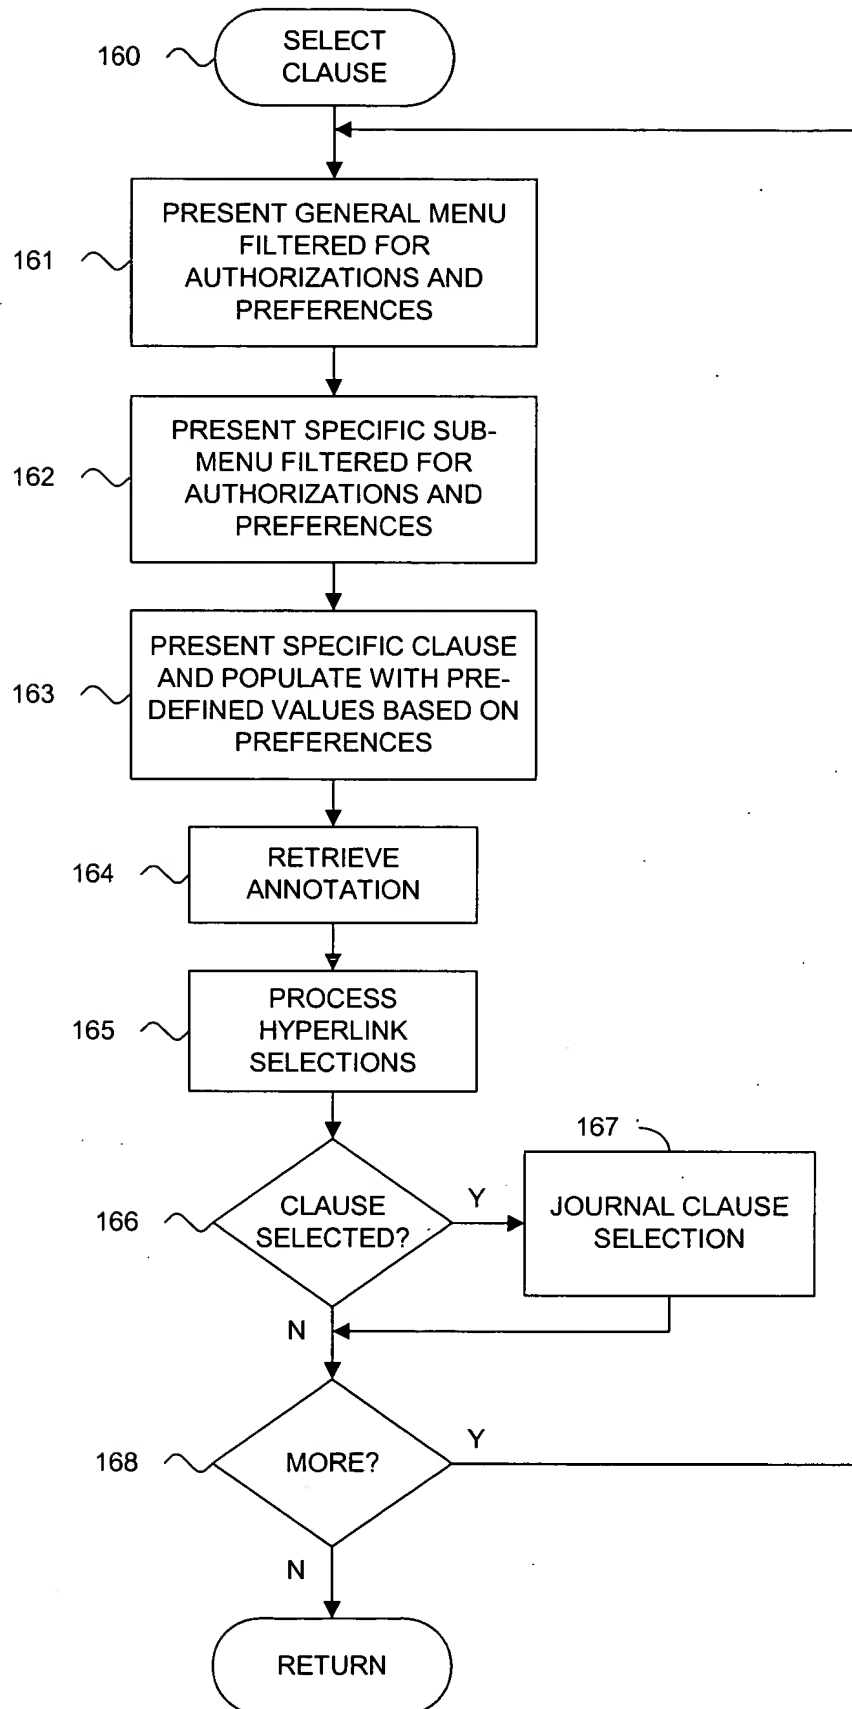 160
SELECT
CLAUSE
161
PRESENT GENERAL MENU
FILTERED FOR
AUTHORIZATIONS AND
PREFERENCES
162
PRESENT SPECIFIC SUB-
MENU FILTERED FOR
AUTHORIZATIONS AND
PREFERENCES
163
PRESENT SPECIFIC CLAUSE
AND POPULATE WITH PRE-
DEFINED VALUES BASED ON
PREFERENCES
164
RETRIEVE
ANNOTATION
165
PROCESS
HYPERLINK
SELECTIONS
166
CLAUSE
SELECTED?
Y
167
JOURNAL CLAUSE
SELECTION
N
168
MORE?
Y
N
RETURN